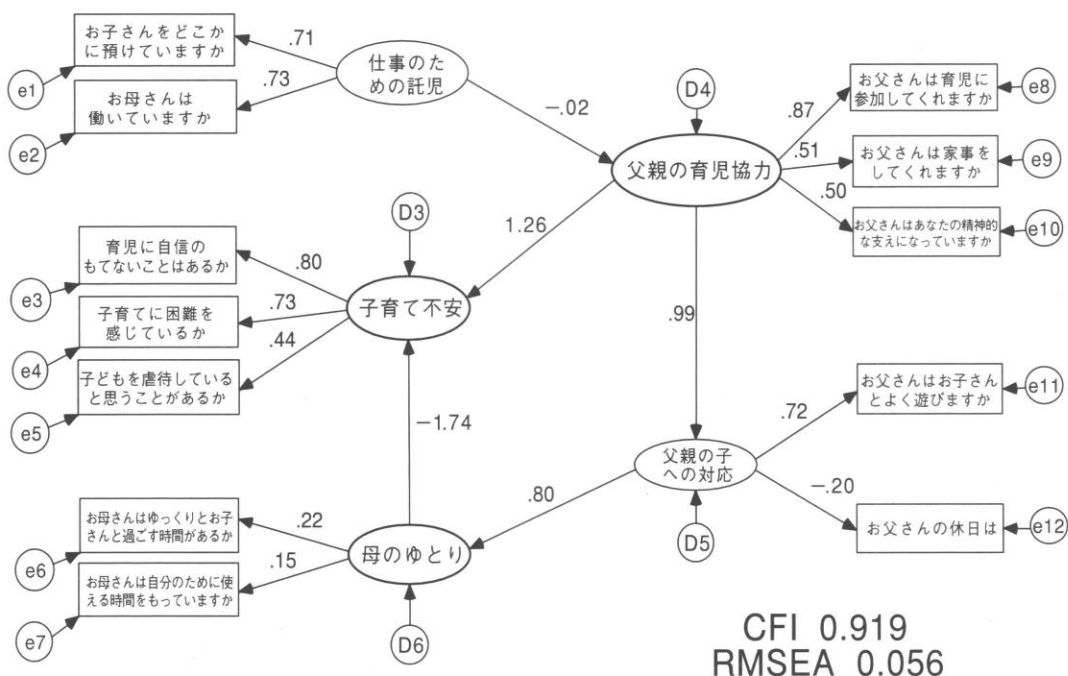 お子さんをどこか
に預けていますか
.71
仕事のた
めの託児
e1
.73
お母さんは
働いていますか
e2
−.02
D4
お父さんは育児に
参加してくれますか
e8
.87
父親の育児協力
.51
お父さんは家事を
してくれますか
e9
.50
お父さんはあなたの精神的
な支えになっていますか
e10
D3
1.26
育児に自信の
もてないことはあるか
e3
.80
子育て不安
.73
子育てに困難を
感じているか
e4
.44
子どもを虐待している
と思うことがあるか
e5
.99
−1.74
お父さんはお子さん
とよく遊びますか
e11
.72
父親の子
への対応
−.20
お父さんの休日は
e12
D5
.80
お母さんはゆっくりとお子
さんと過ごす時間があるか
e6
.22
母のゆとり
.15
お母さんは自分のために使
える時間をもっていますか
e7
D6
CFI 0.919
RMSEA 0.056